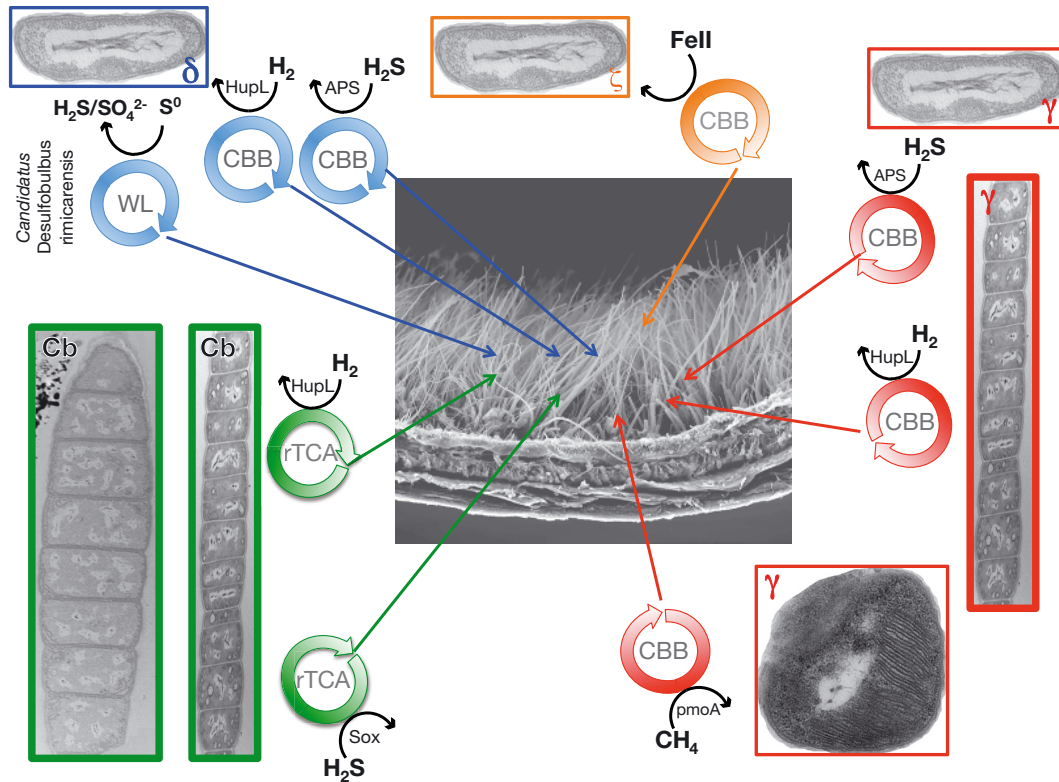 δ
H₂S/SO₄²⁻ S⁰
Candidatus
Desulfobulbus
rimicarensis
WL
HupL H₂
CBB
APS H₂S
CBB
ξ
FeII
CBB
γ
H₂S
APS
CBB
γ
H₂
HupL
CBB
Cb
Cb
H₂
HupL
rTCA
rTCA
Sox
H₂S
CBB
pmoA
CH₄
γ